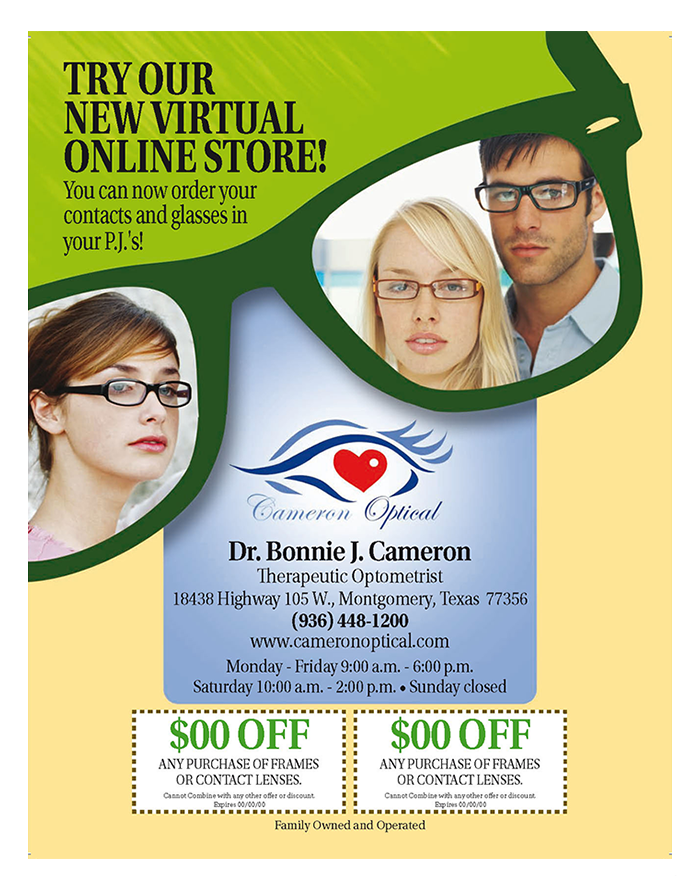 TRY OUR
NEW VIRTUAL
ONLINE STORE!
You can now order your
contacts and glasses in
your P.J.'s!
Cameron Optical
Dr. Bonnie J. Cameron
Therapeutic Optometrist
18438 Highway 105 W., Montgomery, Texas 77356
(936) 448-1200
www.cameronoptical.com
Monday - Friday 9:00 a.m. - 6:00 p.m.
Saturday 10:00 a.m. - 2:00 p.m. • Sunday closed
$00 OFF
ANY PURCHASE OF FRAMES
OR CONTACT LENSES.
Cannot Combine with any other offer or discount.
Expires 00/00/00
$00 OFF
ANY PURCHASE OF FRAMES
OR CONTACT LENSES.
Cannot Combine with any other offer or discount.
Expires 00/00/00
Family Owned and Operated